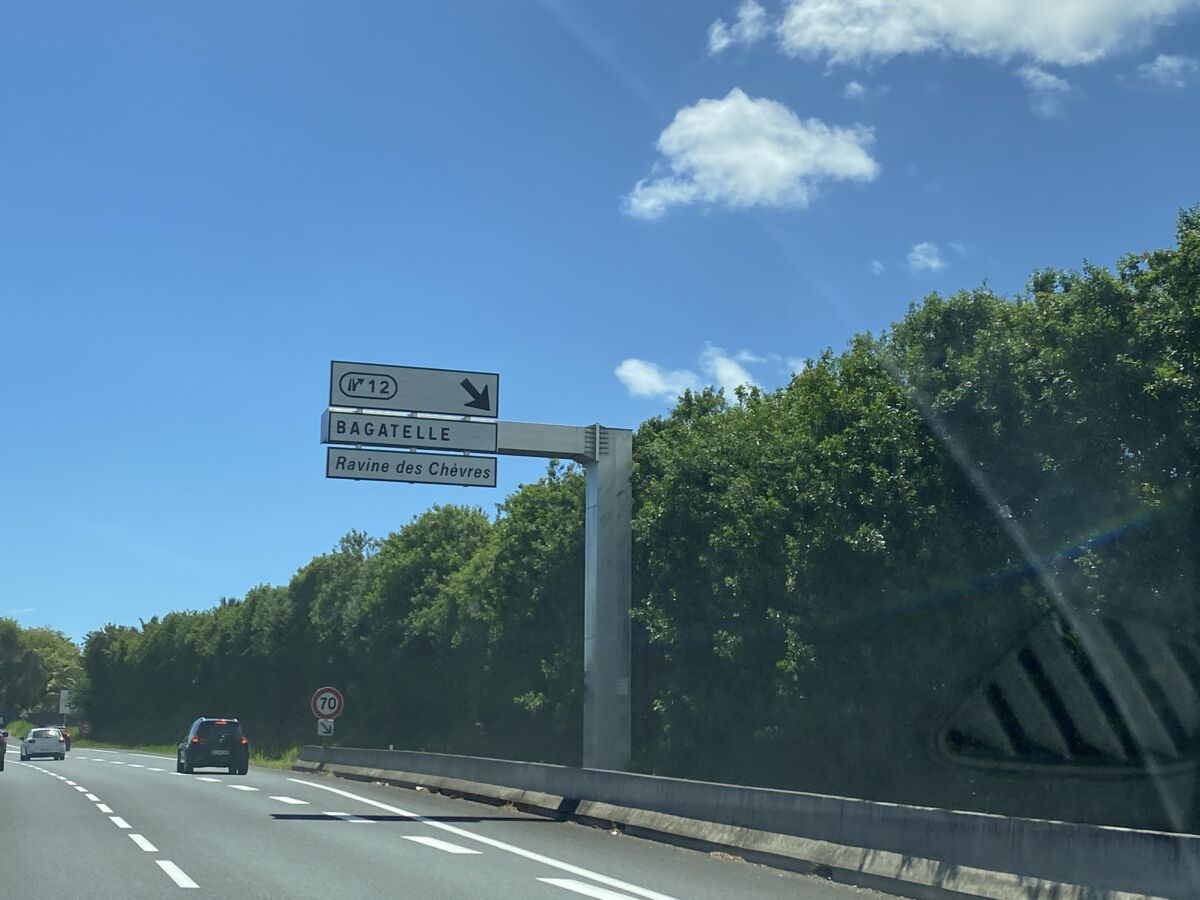 12
BAGATELLE
Ravine des Chèvres
70